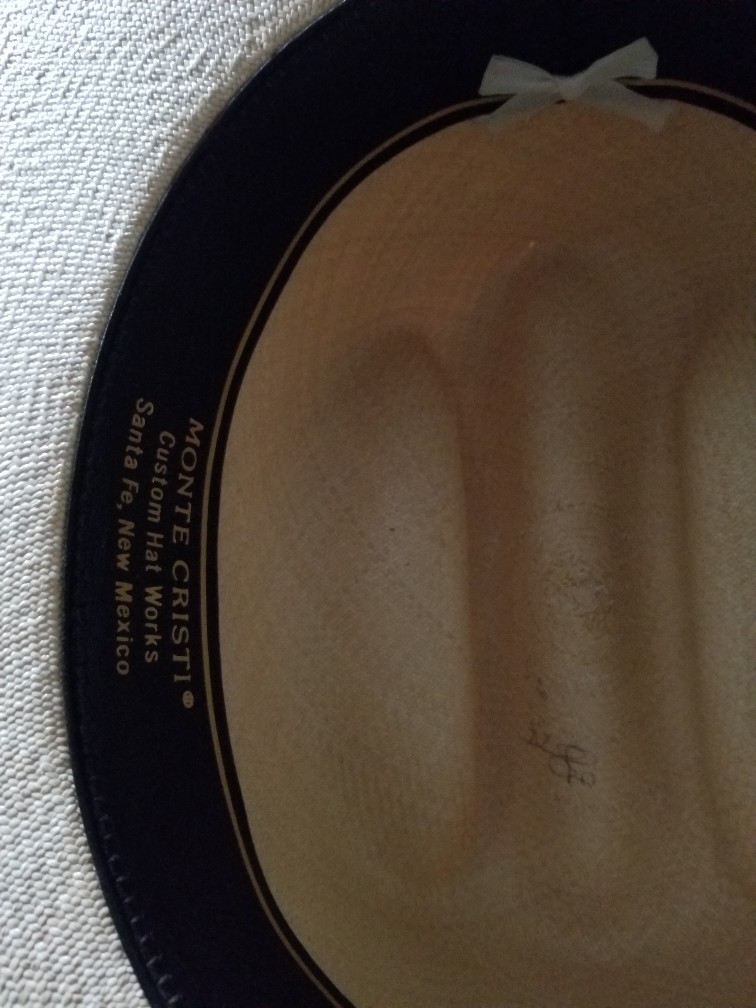 MONTE CRISTI®
Custom Hat Works
Santa Fe, New Mexico